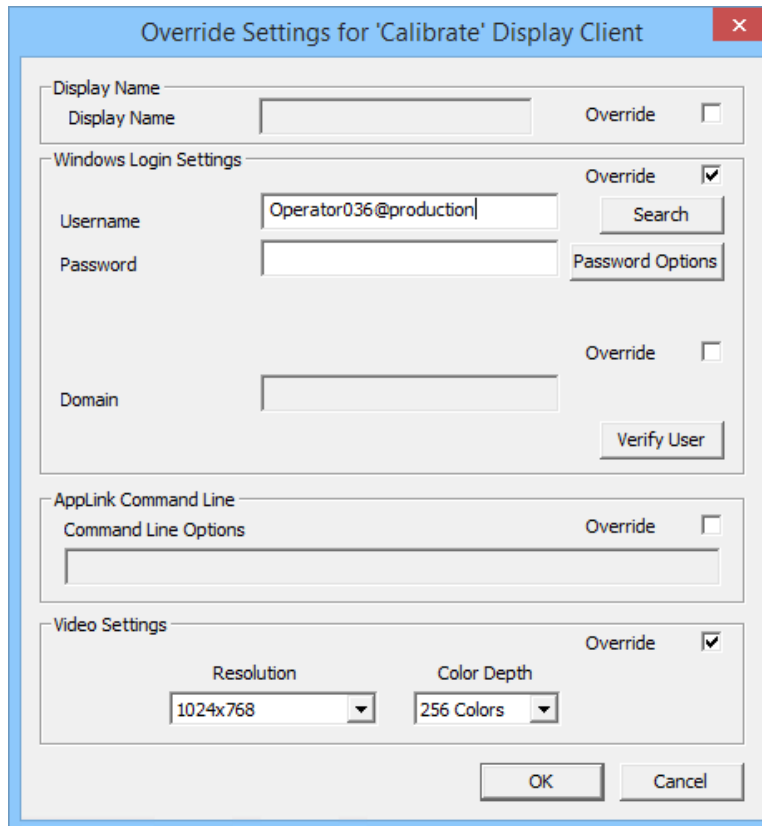 Override Settings for 'Calibrate' Display Client
Display Name
Display Name Override
Windows Login Settings
Override
Username Operator036@production Search
Password Password Options
Override
Domain
Verify User
AppLink Command Line
Command Line Options Override
Video Settings
Override
Resolution Color Depth
1024x768 256 Colors
OK Cancel